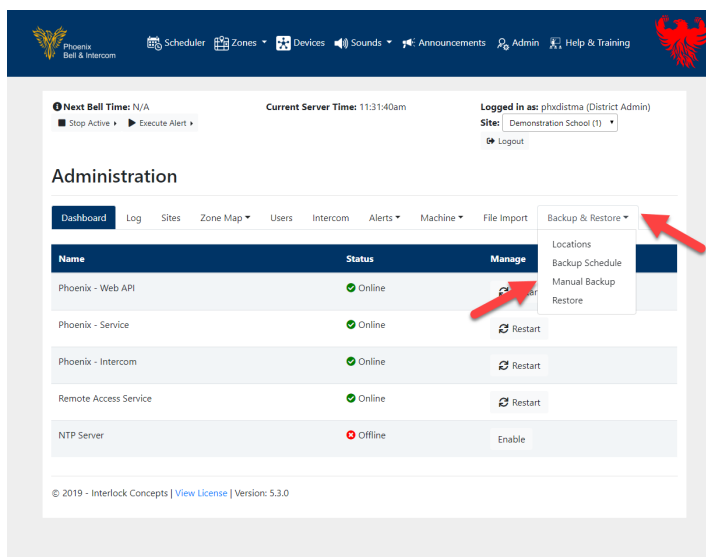 Phoenix
Bell & Intercom
Scheduler Zones Devices Sounds Announcements Admin Help & Training
Next Bell Time: N/A
Stop Active Execute Alert
Current Server Time: 11:31:40am
Logged in as: phxdistma (District Admin)
Site: Demonstration School (1)
Logout
Administration
Dashboard Log Sites Zone Map Users Intercom Alerts Machine File Import Backup & Restore
Locations
Backup Schedule
Manual Backup
Restore
Name Status Manage
Phoenix - Web API Online
Phoenix - Service Online Restart
Phoenix - Intercom Online Restart
Remote Access Service Online Restart
NTP Server Offline Enable
© 2019 - Interlock Concepts | View License | Version: 5.3.0